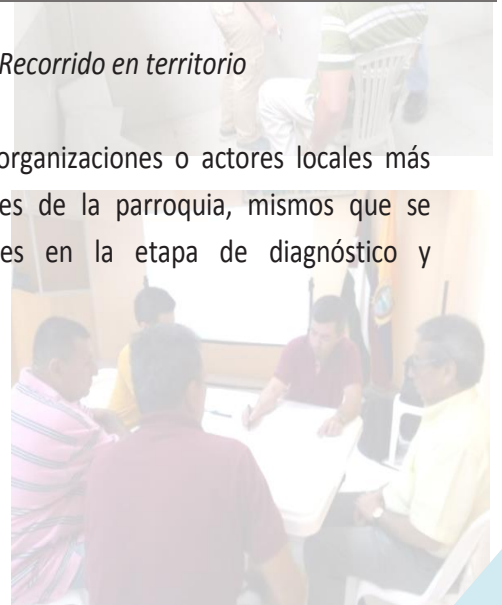 Recorrido en territorio
organizaciones o actores locales más
es de la parroquia, mismos que se
es en la etapa de diagnóstico y